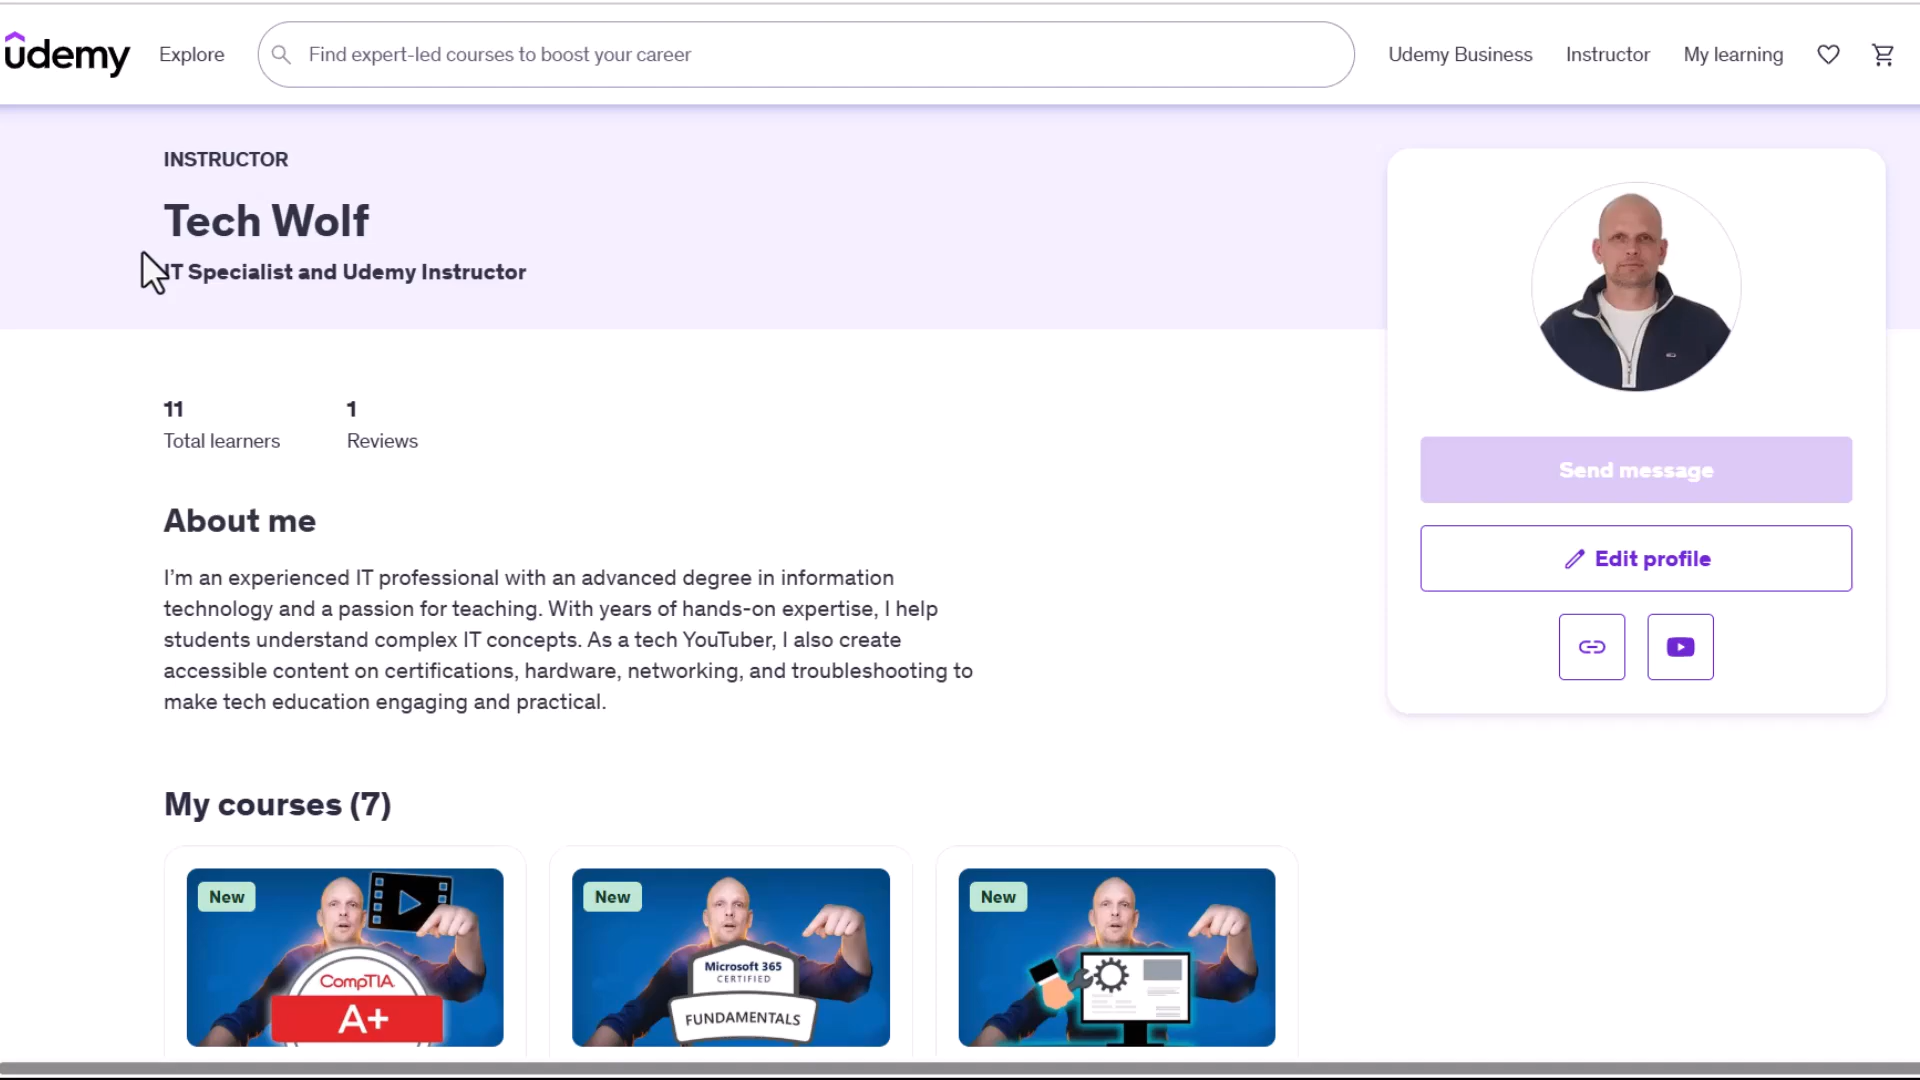 udemy
Explore
Find expert-led courses to boost your career
Udemy Business
Instructor
My learning
INSTRUCTOR
Tech Wolf
IT Specialist and Udemy Instructor
11
Total learners
1
Reviews
Send message
Edit profile
About me
I’m an experienced IT professional with an advanced degree in information
technology and a passion for teaching. With years of hands-on expertise, I help
students understand complex IT concepts. As a tech YouTuber, I also create
accessible content on certifications, hardware, networking, and troubleshooting to
make tech education engaging and practical.
My courses (7)
New
CompTIA.
A+
New
Microsoft 365
CERTIFIED
FUNDAMENTALS
New